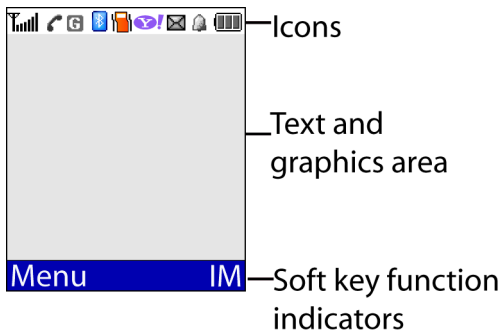 Icons
Text and
graphics area
Menu IM
Soft key function
indicators